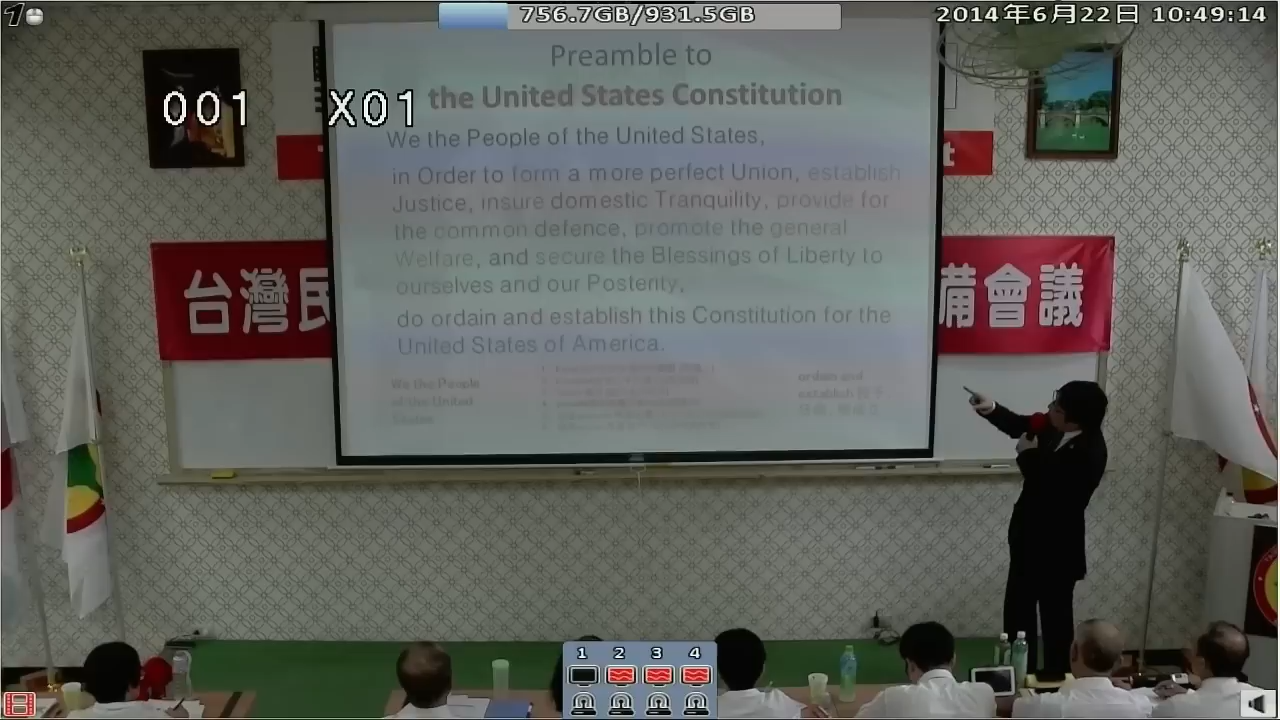 756.7GB/931.5GB
2014年6月22日 10:49:14
1
001 X01
Preamble to
the United States Constitution
We the People of the United States,
in Order to form a more perfect Union, establish
Justice, insure domestic Tranquility, provide for
the common defence, promote the general
Welfare, and secure the Blessings of Liberty to
ourselves and our Posterity,
do ordain and establish this Constitution for the
United States of America.
We the People
of the United
States
ordain and
establish
t
台灣民
備會議
1 2 3 4